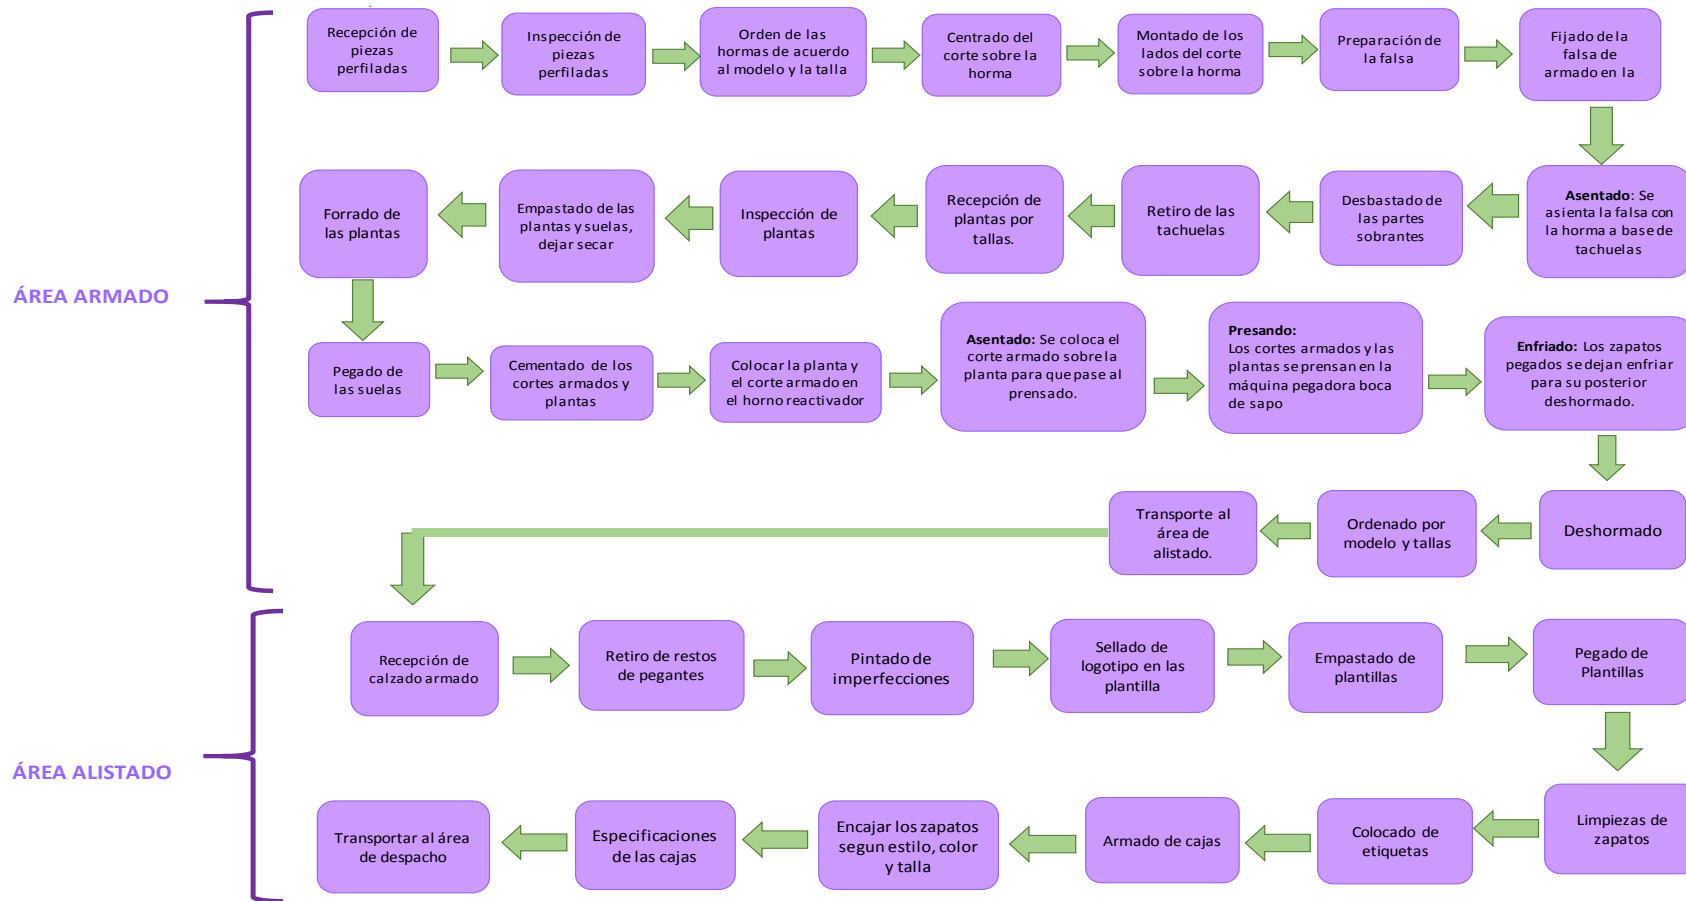 Recepción de
piezas
perfiladas
Inspección de
piezas
perfiladas
Orden de las
hormas de acuerdo
al modelo y la talla
Centrado del
corte sobre la
horma
Montado de los
lados del corte
sobre la horma
Preparación de
la falsa
Fijado de la
falsa de
armado en la
Asentado: Se
asienta la falsa con
la horma a base de
tachuelas
Desbastado de
las partes
sobrantes
Retiro de las
tachuelas
Recepción de
plantas por
tallas.
Inspección de
plantas
Empastado de las
plantas y suelas,
dejar secar
Forrado de
las plantas
ÁREA ARMADO
Pegado de
las suelas
Cementado de los
cortes armados y
plantas
Colocar la planta y
el corte armado en
el horno reactivador
Asentado: Se coloca el
corte armado sobre la
planta para que pase al
prensado.
Presando:
Los cortes armados y las
plantas se prensan en la
máquina pegadora boca
de sapo
Enfriado: Los zapatos
pegados se dejan enfriar
para su posterior
deshormado.
Deshormado
Ordenado por
modelo y tallas
Transporte al
área de
alistado.
Recepción de
calzado armado
Retiro de restos
de pegantes
Pintado de
imperfecciones
Sellado de
logotipo en las
plantilla
Empastado de
plantillas
Pegado de
Plantillas
ÁREA ALISTADO
Limpiezas de
zapatos
Colocado de
etiquetas
Armado de cajas
Encajar los zapatos
segun estilo, color
y talla
Especificaciones
de las cajas
Transportar al área
de despacho